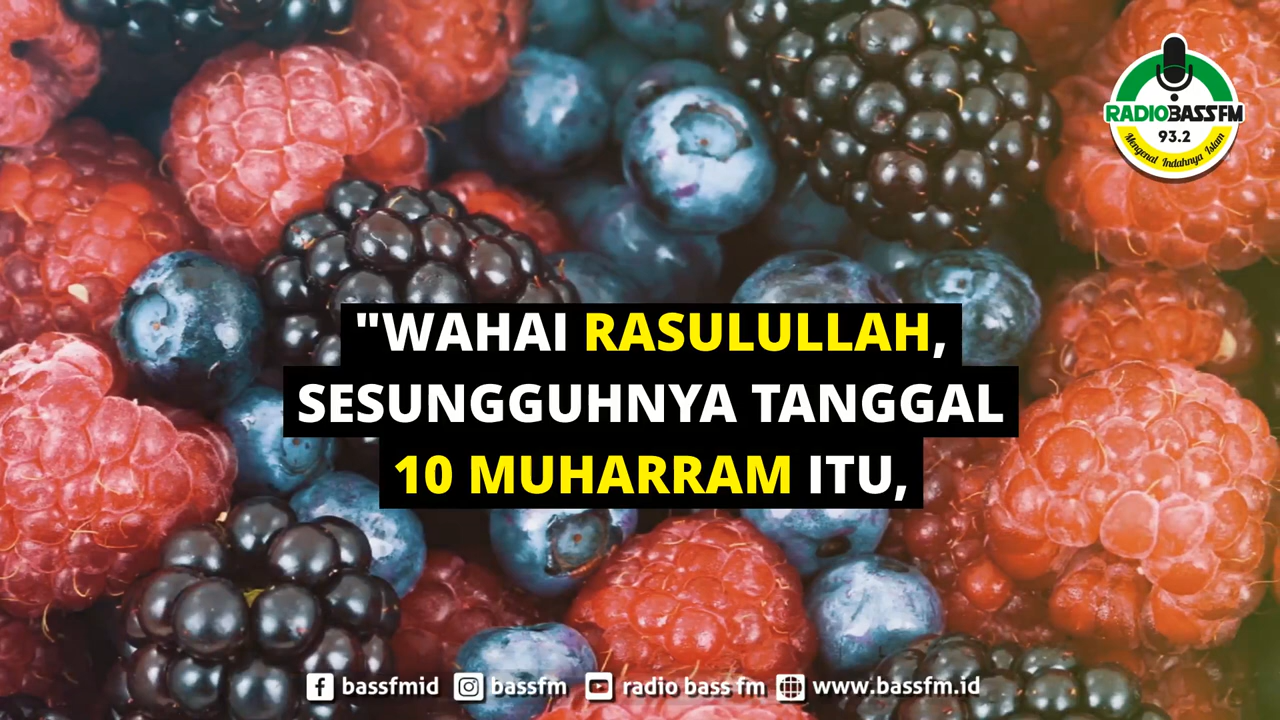 RADIOBASSFM
93.2
Mengenal Indahnya Islam
"WAHAI RASULULLAH,
SESUNGGUHNYA TANGGAL
10 MUHARRAM ITU,
bassfmid bassfm radio bass fm www.bassfm.id